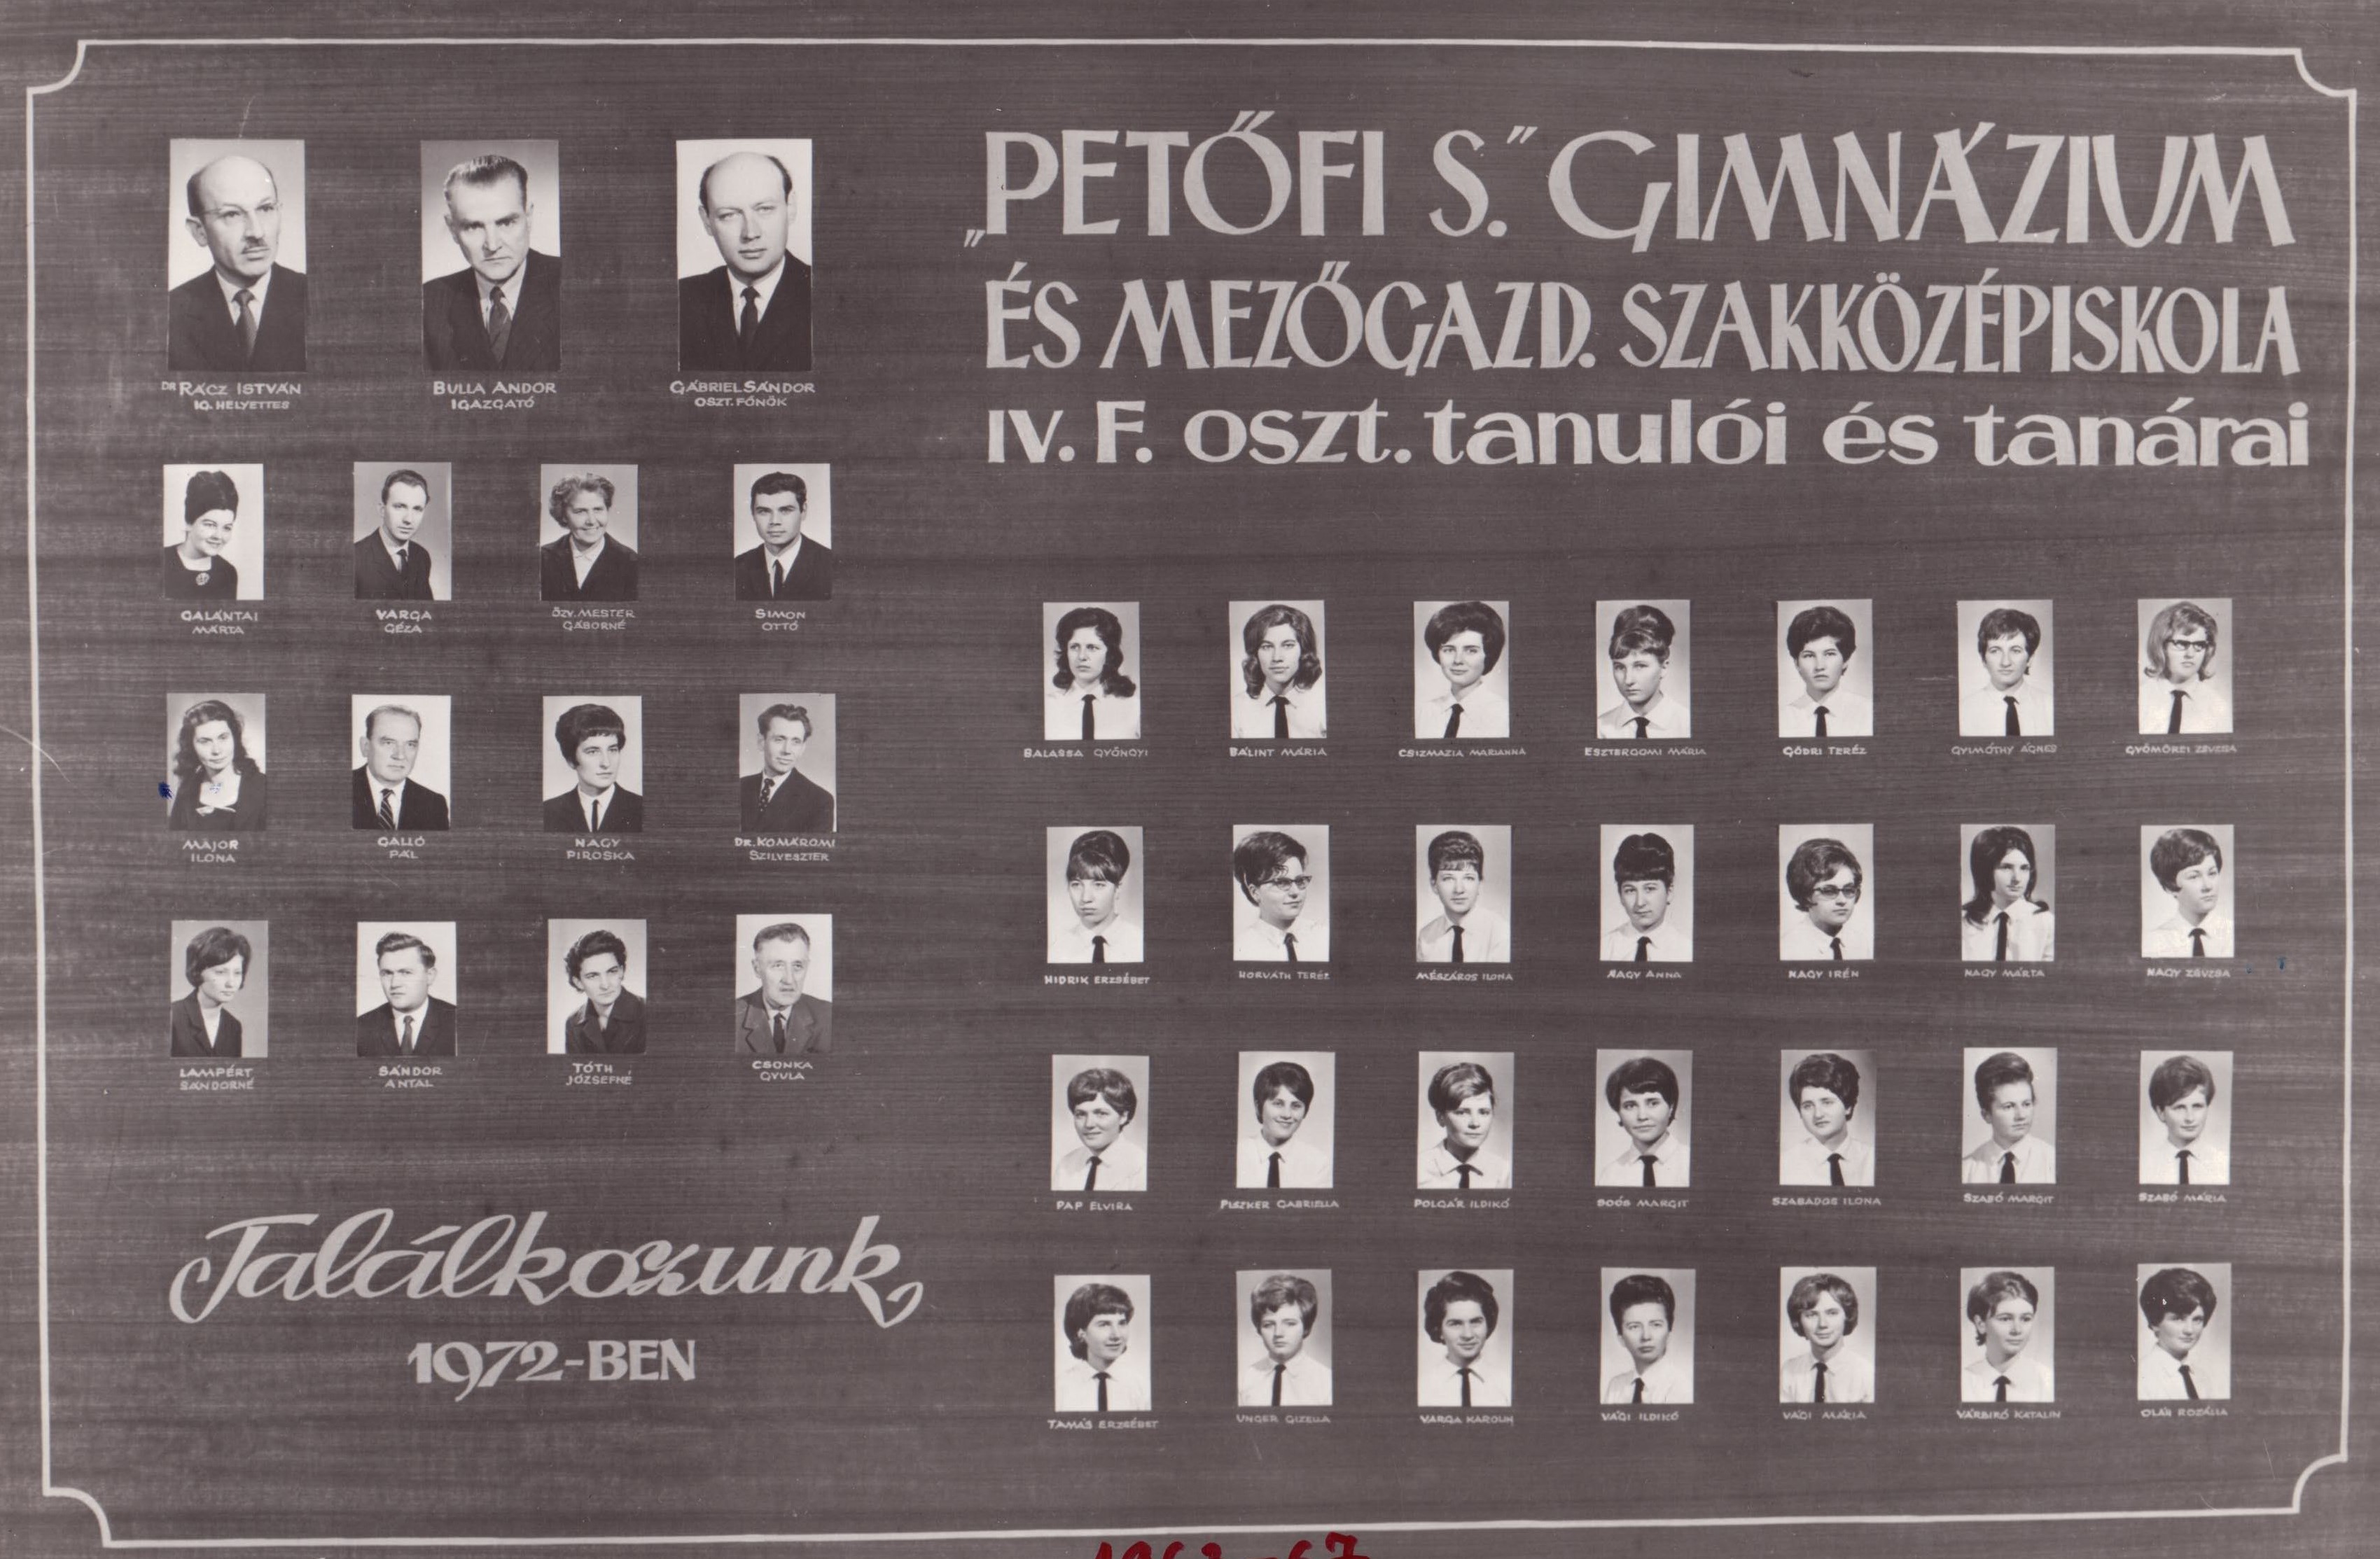 „PETŐFI S." GIMNÁZIUM
ÉS MEZŐGAZD. SZAKKÖZÉPISKOLA
IV. F. oszt. tanulói és tanárai
DR RÁCZ ISTVÁN
IG. HELYETTES
BULLA ANDOR
IGAZGATÓ
GÁBRIEL SÁNDOR
OSZT. FŐNÖK
GALÁNTAI
MÁRTA
VARGA
GÉZA
ÖZV. MESTER
GÁBORNÉ
SIMON
OTTÓ
MAJOR
ILONA
GALLÓ
PÁL
NAGY
PIROSKA
DR. KOMÁROMI
SZILVESZTER
LAMPÉRT
SÁNDORNÉ
SÁNDOR
ANTAL
TÓTH
JÓZSEFNÉ
CSONKA
GYULA
BALASSA GYÖNGYI
BÁLINT MÁRIA
CSIZMAZIA MARIANNA
ESZTERGOMI MÁRIA
GÖDRI TERÉZ
GYIMÓTHY ÁGNES
GYÖMÖREI ZSUZSA
HIDRIK ERZSÉBET
HORVÁTH TERÉZ
MÉSZÁROS ILONA
NAGY ANNA
NAGY IRÉN
NAGY MÁRTA
NAGY ZSUZSA
PAP ELVIRA
PISZKER GABRIELLA
POLGÁR ILDIKÓ
SOÓS MARGIT
SZABADOS ILONA
SZABÓ MARGIT
SZABÓ MÁRIA
TAMÁS ERZSÉBET
UNGER GIZELLA
VARGA KAROLIN
VÁGI ILDIKÓ
VÁGI MÁRIA
VÁRBIRÓ KATALIN
OLÁH ROZÁLIA
Találkozunk
1972-BEN
1963-67